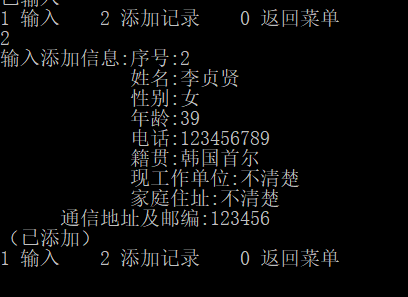 已输入
1 输入    2 添加记录    0 返回菜单
2
输入添加信息:序号:2
姓名:李贞贤
性别:女
年龄:39
电话:123456789
籍贯:韩国首尔
现工作单位:不清楚
家庭住址:不清楚
通信地址及邮编:123456
（已添加）
1 输入    2 添加记录    0 返回菜单